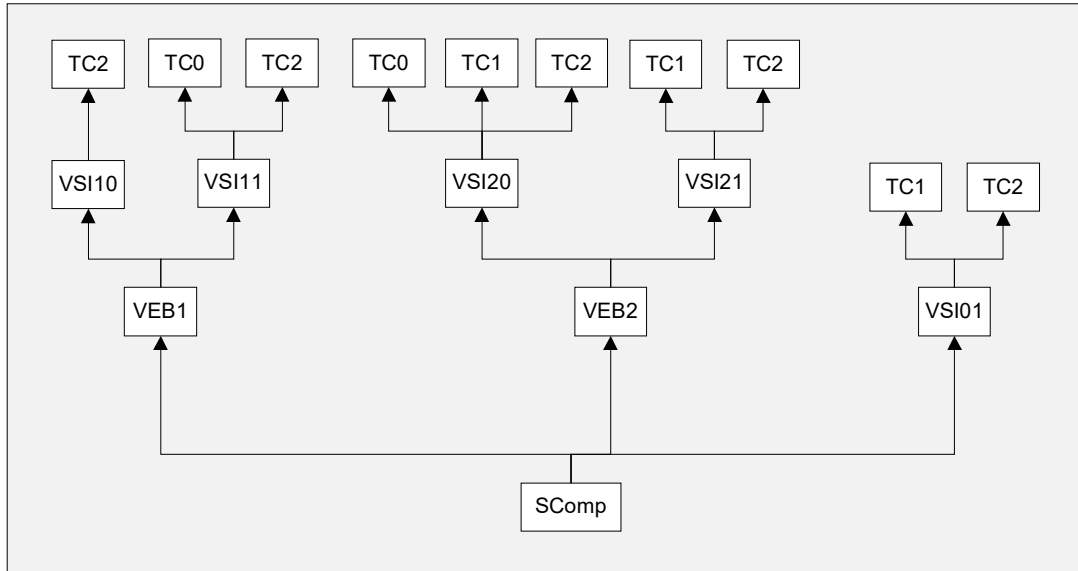 TC2
TC0
TC2
TC0
TC1
TC2
TC1
TC2
VSI10
VSI11
VSI20
VSI21
TC1
TC2
VEB1
VEB2
VSI01
SComp